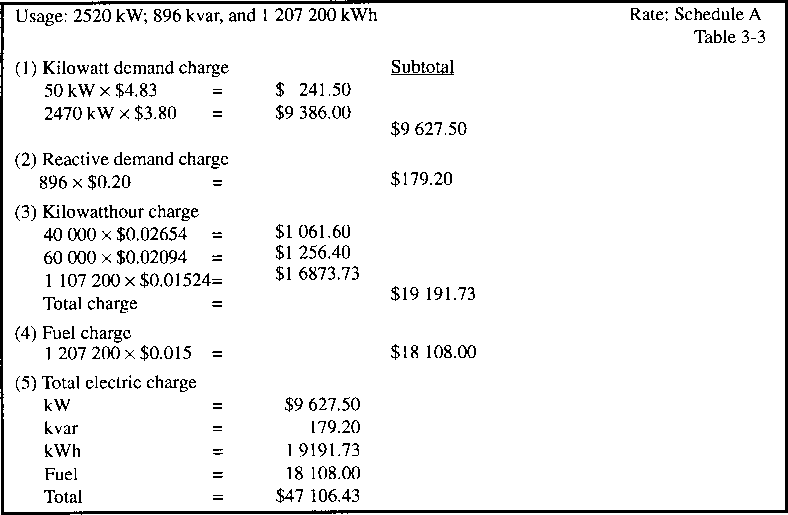 Usage: 2520 kW; 896 kvar, and 1 207 200 kWh Rate: Schedule A
Table 3-3
(1) Kilowatt demand charge Subtotal
50 kW × $4.83 = $ 241.50
2470 kW × $3.80 = $9 386.00
$9 627.50
(2) Reactive demand charge
896 × $0.20 = $179.20
(3) Kilowatthour charge
40 000 × $0.02654 = $1 061.60
60 000 × $0.02094 = $1 256.40
1 107 200 × $0.01524= $1 6873.73
Total charge = $19 191.73
(4) Fuel charge
1 207 200 × $0.015 = $18 108.00
(5) Total electric charge
kW = $9 627.50
kvar = 179.20
kWh = 1 9191.73
Fuel = 18 108.00
Total = $47 106.43